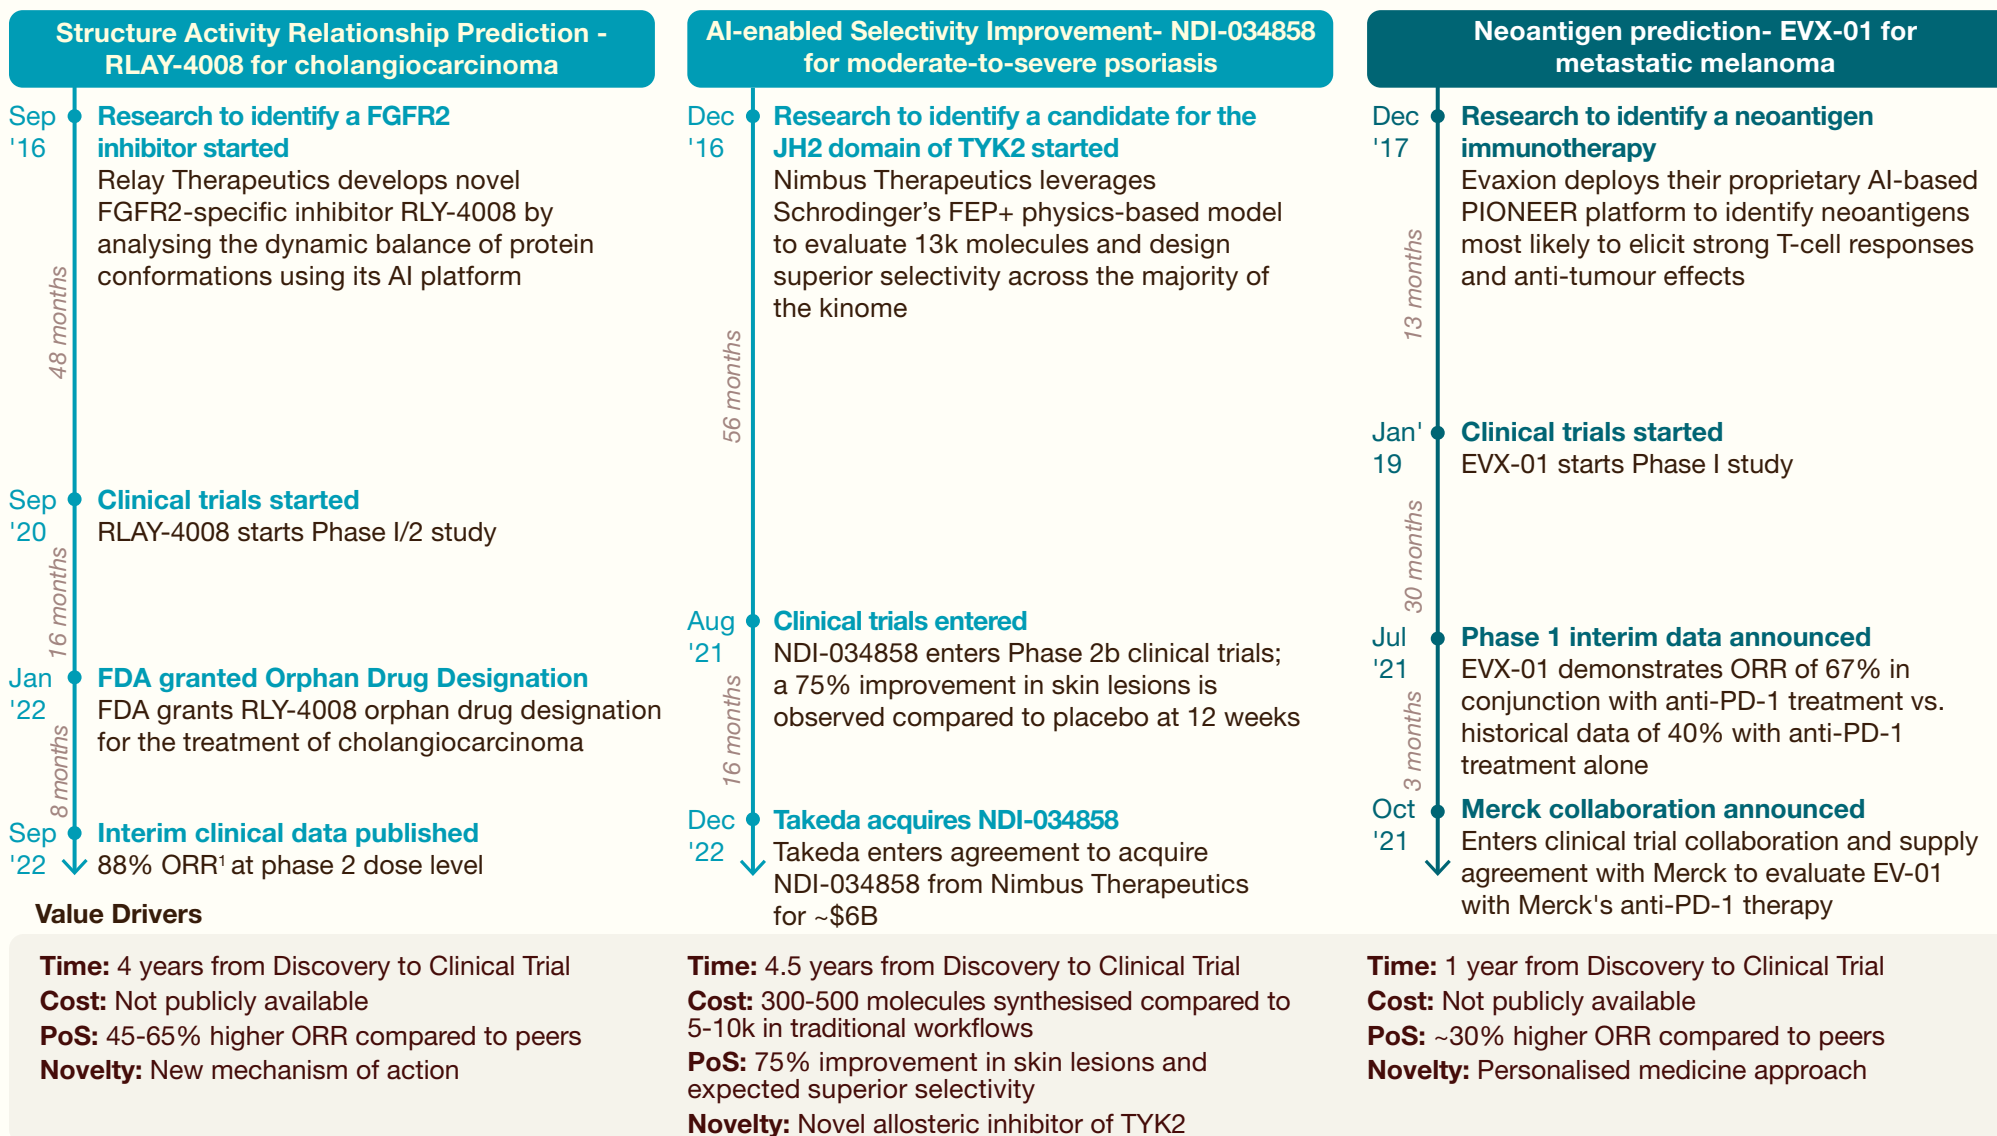 Structure Activity Relationship Prediction -
RLAY-4008 for cholangiocarcinoma
Sep
'16
Research to identify a FGFR2
inhibitor started
Relay Therapeutics develops novel
FGFR2-specific inhibitor RLY-4008 by
analysing the dynamic balance of protein
conformations using its AI platform
48 months
Sep
'20
Clinical trials started
RLAY-4008 starts Phase I/2 study
16 months
Jan
'22
FDA granted Orphan Drug Designation
FDA grants RLY-4008 orphan drug designation
for the treatment of cholangiocarcinoma
8 months
Sep
'22
Interim clinical data published
88% ORR¹ at phase 2 dose level
AI-enabled Selectivity Improvement- NDI-034858
for moderate-to-severe psoriasis
Dec
'16
Research to identify a candidate for the
JH2 domain of TYK2 started
Nimbus Therapeutics leverages
Schrodinger’s FEP+ physics-based model
to evaluate 13k molecules and design
superior selectivity across the majority of
the kinome
56 months
Aug
'21
Clinical trials entered
NDI-034858 enters Phase 2b clinical trials;
a 75% improvement in skin lesions is
observed compared to placebo at 12 weeks
16 months
Dec
'22
Takeda acquires NDI-034858
Takeda enters agreement to acquire
NDI-034858 from Nimbus Therapeutics
for ~$6B
Neoantigen prediction- EVX-01 for
metastatic melanoma
Dec
'17
Research to identify a neoantigen
immunotherapy
Evaxion deploys their proprietary AI-based
PIONEER platform to identify neoantigens
most likely to elicit strong T-cell responses
and anti-tumour effects
13 months
Jan'
19
Clinical trials started
EVX-01 starts Phase I study
30 months
Jul
'21
Phase 1 interim data announced
EVX-01 demonstrates ORR of 67% in
conjunction with anti-PD-1 treatment vs.
historical data of 40% with anti-PD-1
treatment alone
3 months
Oct
'21
Merck collaboration announced
Enters clinical trial collaboration and supply
agreement with Merck to evaluate EV-01
with Merck's anti-PD-1 therapy
Value Drivers
Time: 4 years from Discovery to Clinical Trial
Cost: Not publicly available
PoS: 45-65% higher ORR compared to peers
Novelty: New mechanism of action
Time: 4.5 years from Discovery to Clinical Trial
Cost: 300-500 molecules synthesised compared to
5-10k in traditional workflows
PoS: 75% improvement in skin lesions and
expected superior selectivity
Novelty: Novel allosteric inhibitor of TYK2
Time: 1 year from Discovery to Clinical Trial
Cost: Not publicly available
PoS: ~30% higher ORR compared to peers
Novelty: Personalised medicine approach